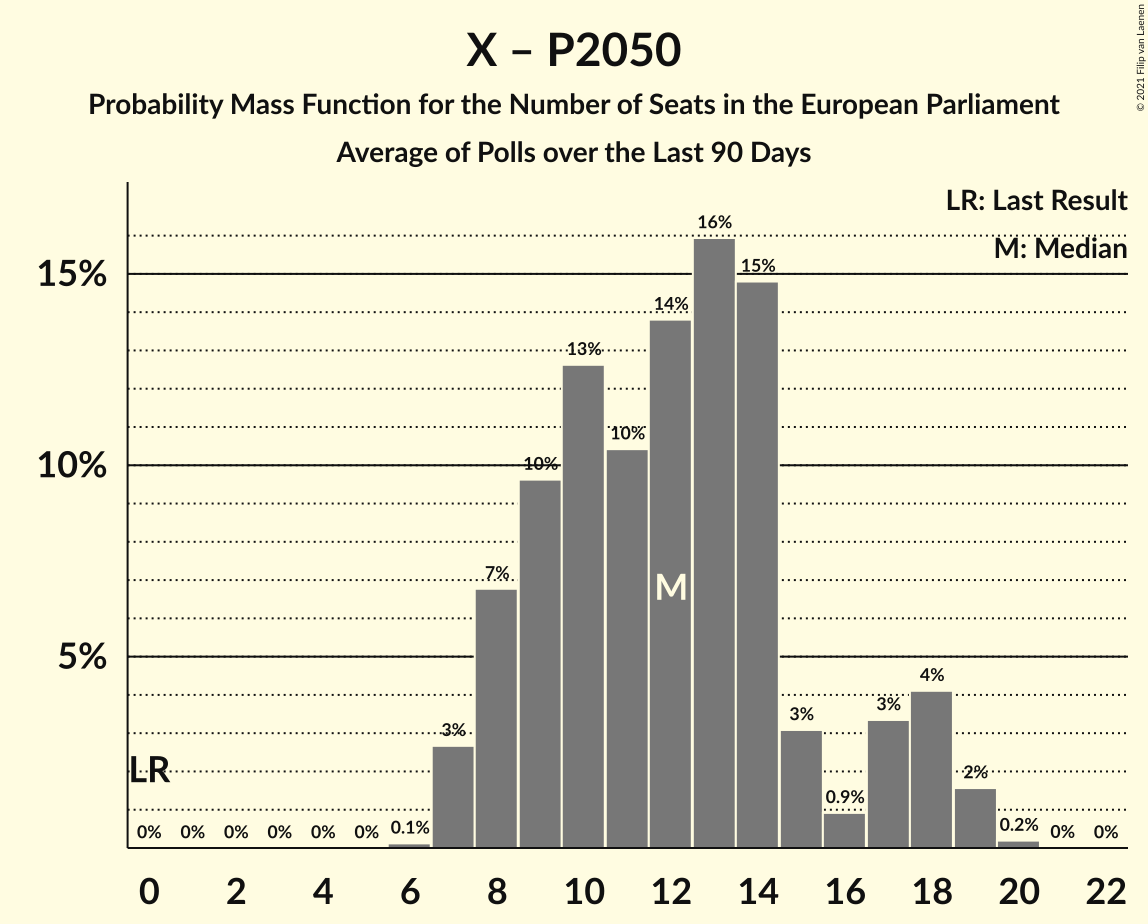 X – P2050
Probability Mass Function for the Number of Seats in the European Parliament
Average of Polls over the Last 90 Days
© 2021 Filip van Laenen
LR: Last Result
M: Median
15%
10%
5%
0% 0% 0% 0% 0% 0% 0.1% 3% 7% 10% 13% 10% 14% 16% 15% 3% 0.9% 3% 4% 2% 0.2% 0% 0%
LR
M
0 2 4 6 8 10 12 14 16 18 20 22